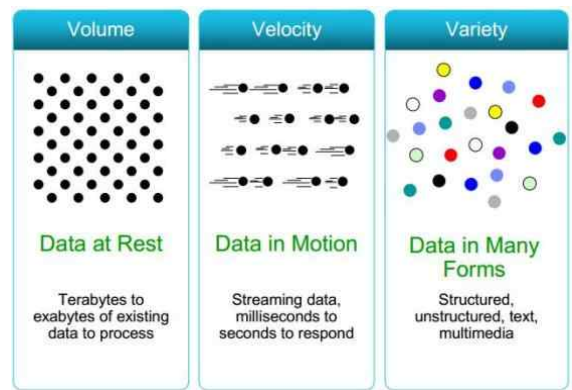 Volume
Data at Rest
Terabytes to
exabytes of existing
data to process
Velocity
Data in Motion
Streaming data,
milliseconds to
seconds to respond
Variety
Data in Many
Forms
Structured,
unstructured, text,
multimedia